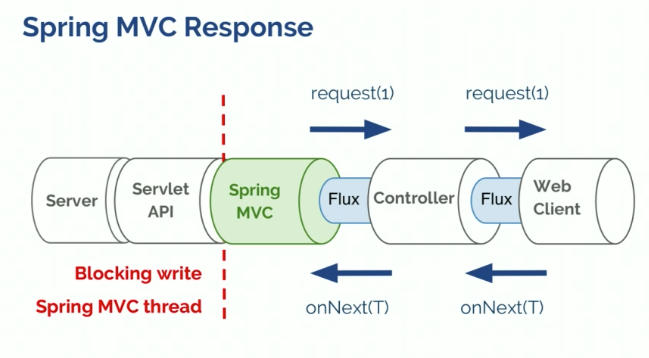 Spring MVC Response
request(1)
request(1)
Server
Servlet
API
Spring
MVC
Flux
Controller
Flux
Web
Client
Blocking write
Spring MVC thread
onNext(T)
onNext(T)